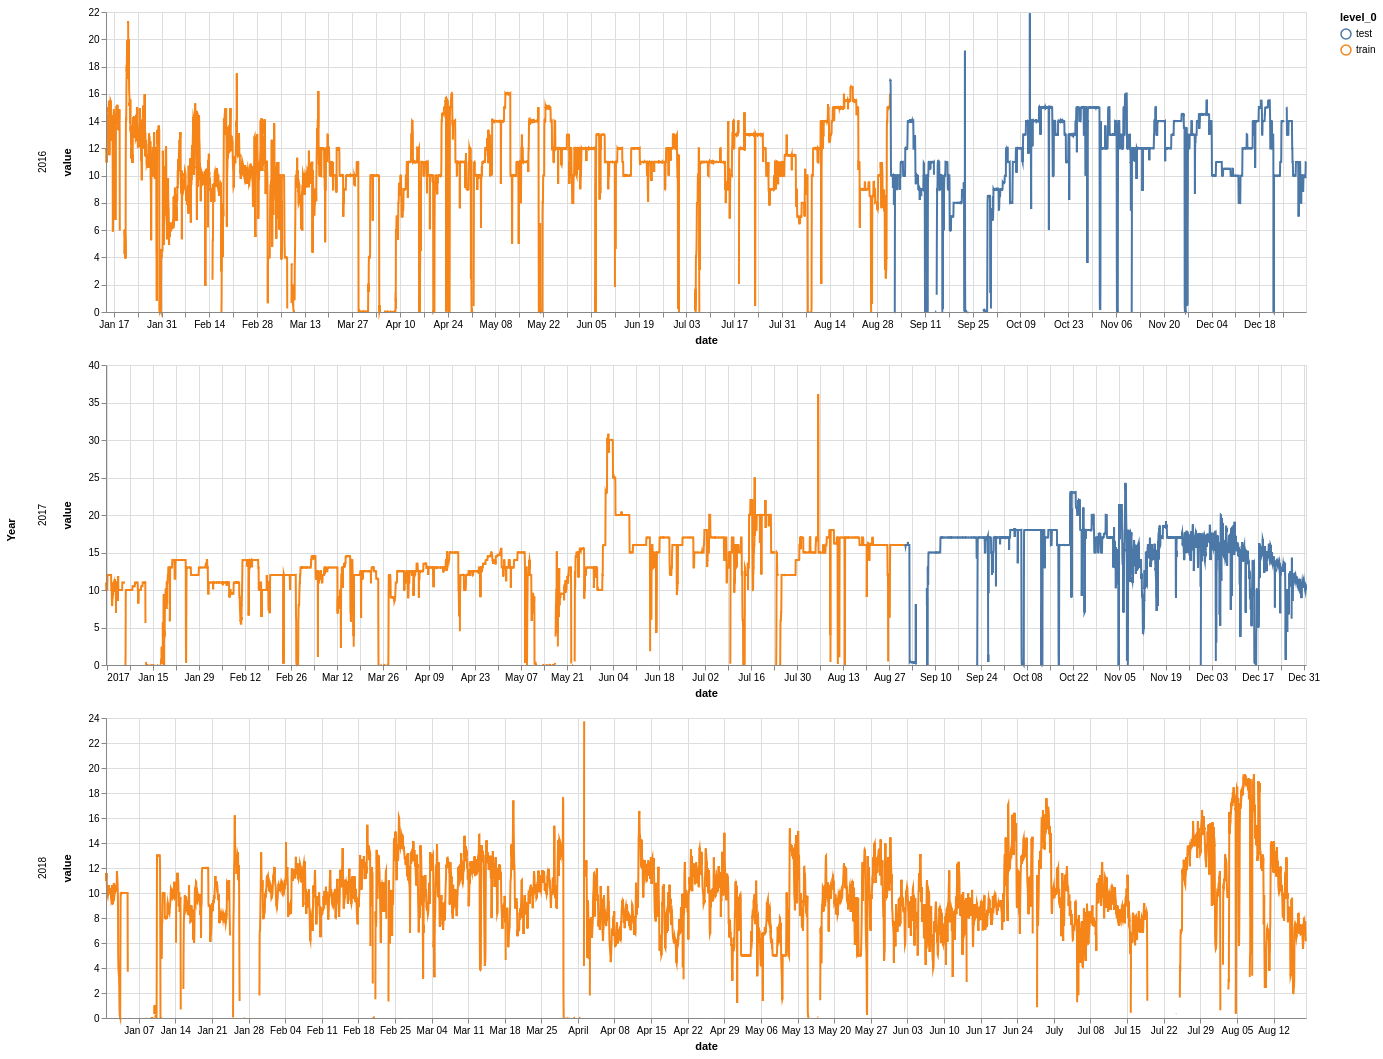 level_0
test
train
22
20
18
16
14
12
10
8
6
4
2
0
2016
value
Jan 17 Jan 31 Feb 14 Feb 28 Mar 13 Mar 27 Apr 10 Apr 24 May 08 May 22 Jun 05 Jun 19 Jul 03 Jul 17 Jul 31 Aug 14 Aug 28 Sep 11 Sep 25 Oct 09 Oct 23 Nov 06 Nov 20 Dec 04 Dec 18
date
40
35
30
25
20
15
10
5
0
Year
2017
value
2017 Jan 15 Jan 29 Feb 12 Feb 26 Mar 12 Mar 26 Apr 09 Apr 23 May 07 May 21 Jun 04 Jun 18 Jul 02 Jul 16 Jul 30 Aug 13 Aug 27 Sep 10 Sep 24 Oct 08 Oct 22 Nov 05 Nov 19 Dec 03 Dec 17 Dec 31
date
24
22
20
18
16
14
12
10
8
6
4
2
0
2018
value
Jan 07 Jan 14 Jan 21 Jan 28 Feb 04 Feb 11 Feb 18 Feb 25 Mar 04 Mar 11 Mar 18 Mar 25 April Apr 08 Apr 15 Apr 22 Apr 29 May 06 May 13 May 20 May 27 Jun 03 Jun 10 Jun 17 Jun 24 July Jul 08 Jul 15 Jul 22 Jul 29 Aug 05 Aug 12
date